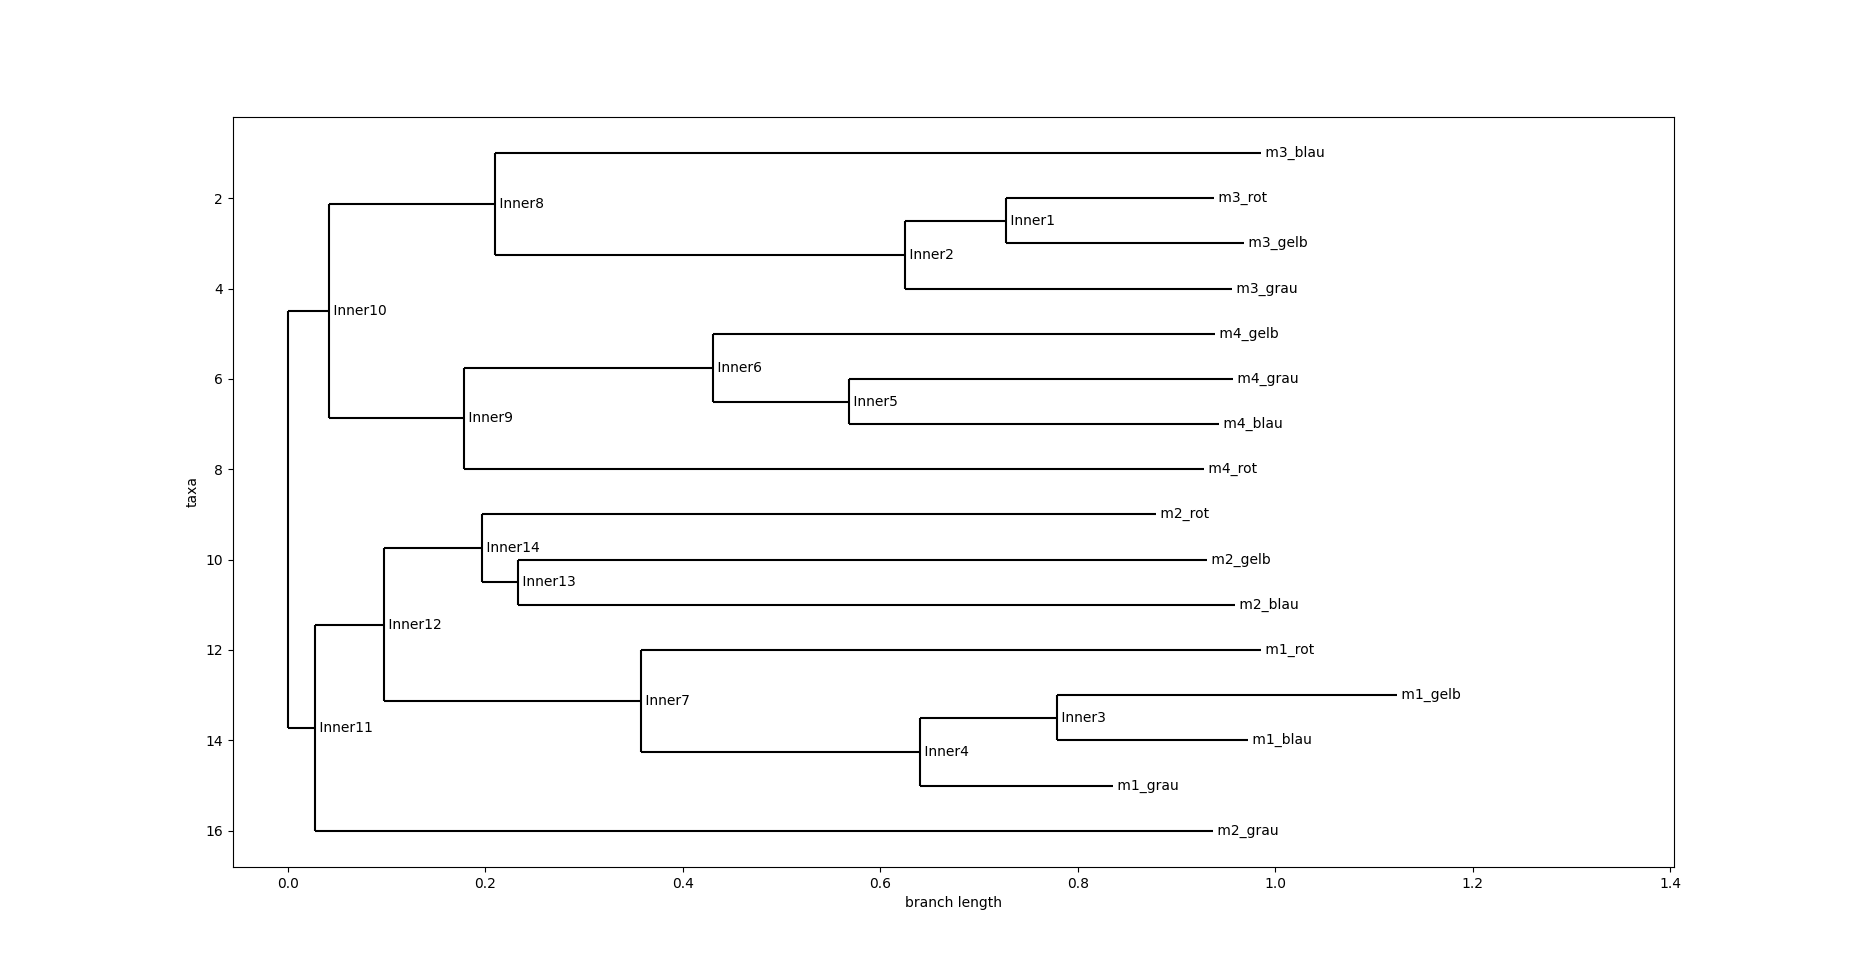 m3_blau
2
m3_rot
Inner8
Inner1
m3_gelb
Inner2
4
m3_grau
Inner10
m4_gelb
Inner6
6
m4_grau
Inner5
Inner9
m4_blau
8
m4_rot
taxa
m2_rot
Inner14
10
m2_gelb
Inner13
m2_blau
Inner12
12
m1_rot
m1_gelb
Inner7
Inner3
Inner11
14
m1_blau
Inner4
m1_grau
16
m2_grau
0.0 0.2 0.4 0.6 0.8 1.0 1.2 1.4
branch length